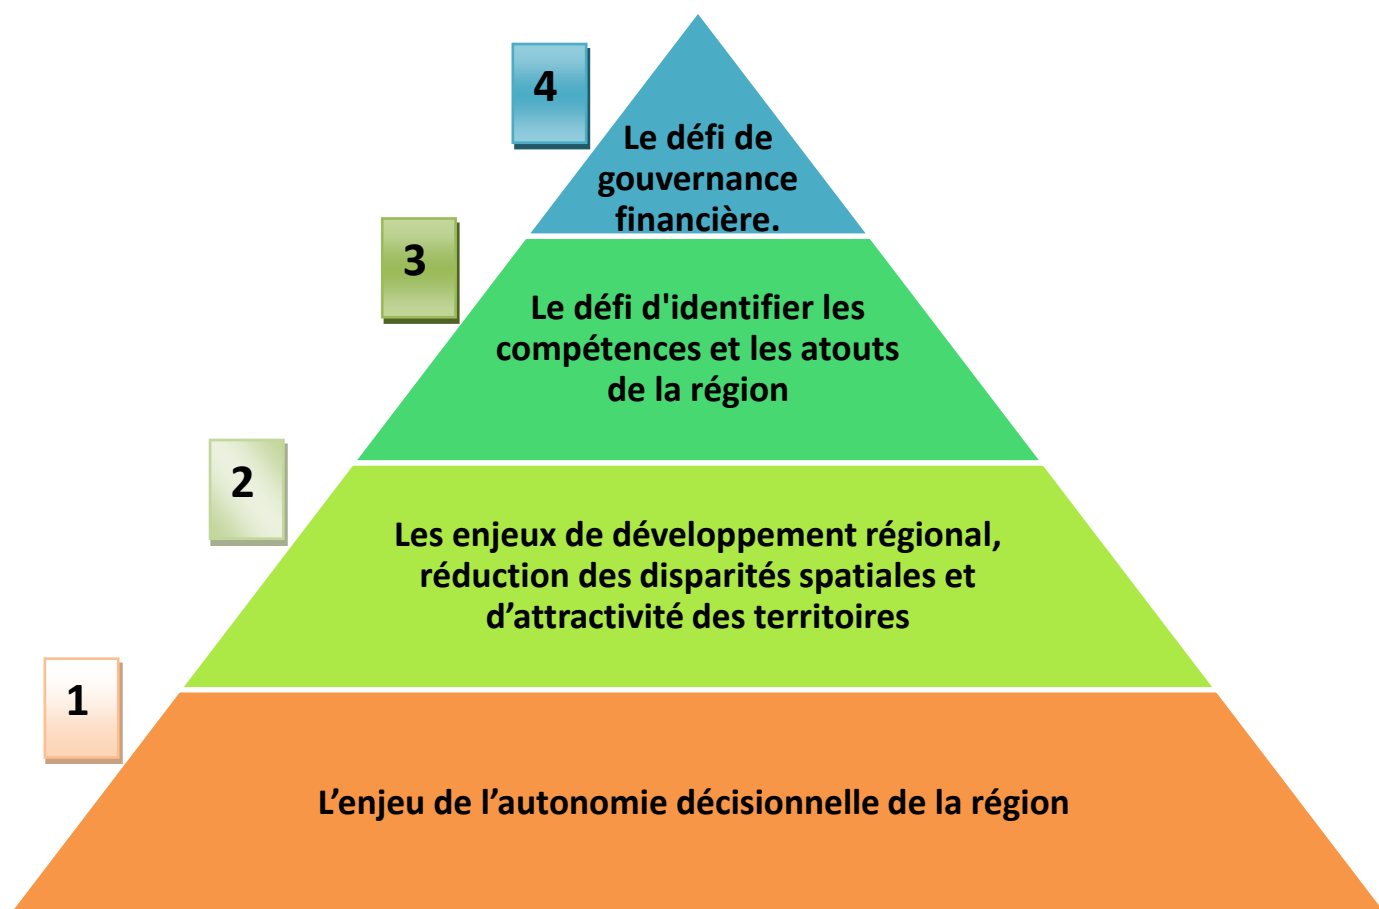 4
Le défi de
gouvernance
financière.
3
Le défi d'identifier les
compétences et les atouts
de la région
2
Les enjeux de développement régional,
réduction des disparités spatiales et
d’attractivité des territoires
1
L’enjeu de l’autonomie décisionnelle de la région